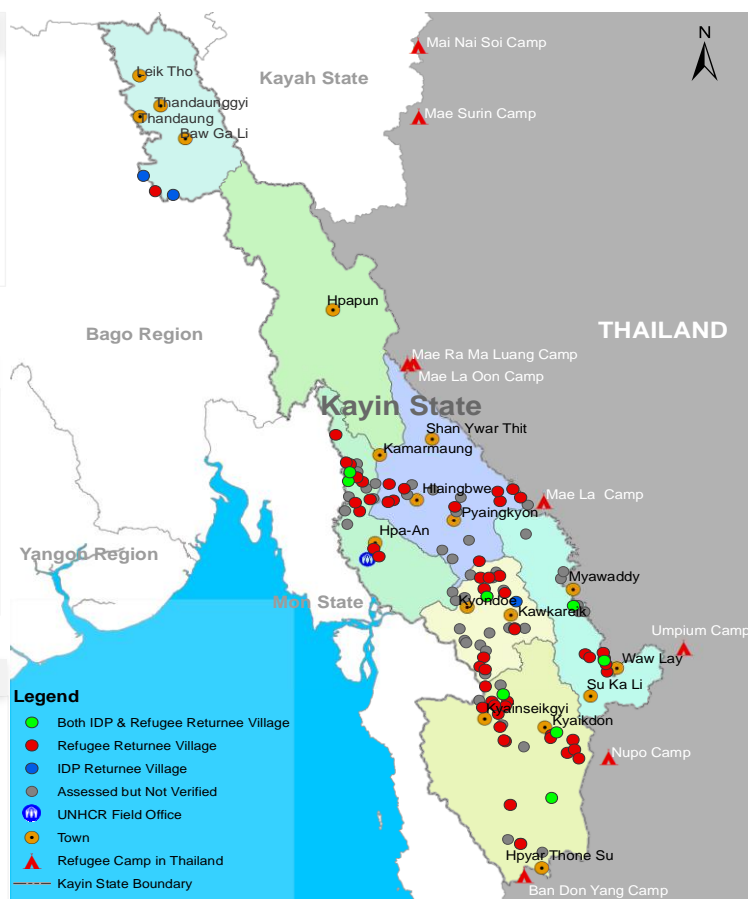 N
Mai Nai Soi Camp
Leik Tho
Kayah State
Thandaunggyi
Thandaung
Mae Surin Camp
Baw Ga Li
Hpapun
Bago Region
THAILAND
Mae Ra Ma Luang Camp
Mae La Oon Camp
Kayin State
Shan Ywar Thit
Kamarmaung
Hlaingbwe
Mae La Camp
Pyaingkyon
Hpa-An
Yangon Region
Myawaddy
Mon State
Kyondoe
Kawkareik
Umpium Camp
Waw Lay
Su Ka Li
Legend
Both IDP & Refugee Returnee Village
Refugee Returnee Village
IDP Returnee Village
Assessed but Not Verified
UNHCR Field Office
Town
Refugee Camp in Thailand
Kayin State Boundary
Kyainseikgyi
Kyaikdon
Nupo Camp
Hpyar Thone Su
Ban Don Yang Camp